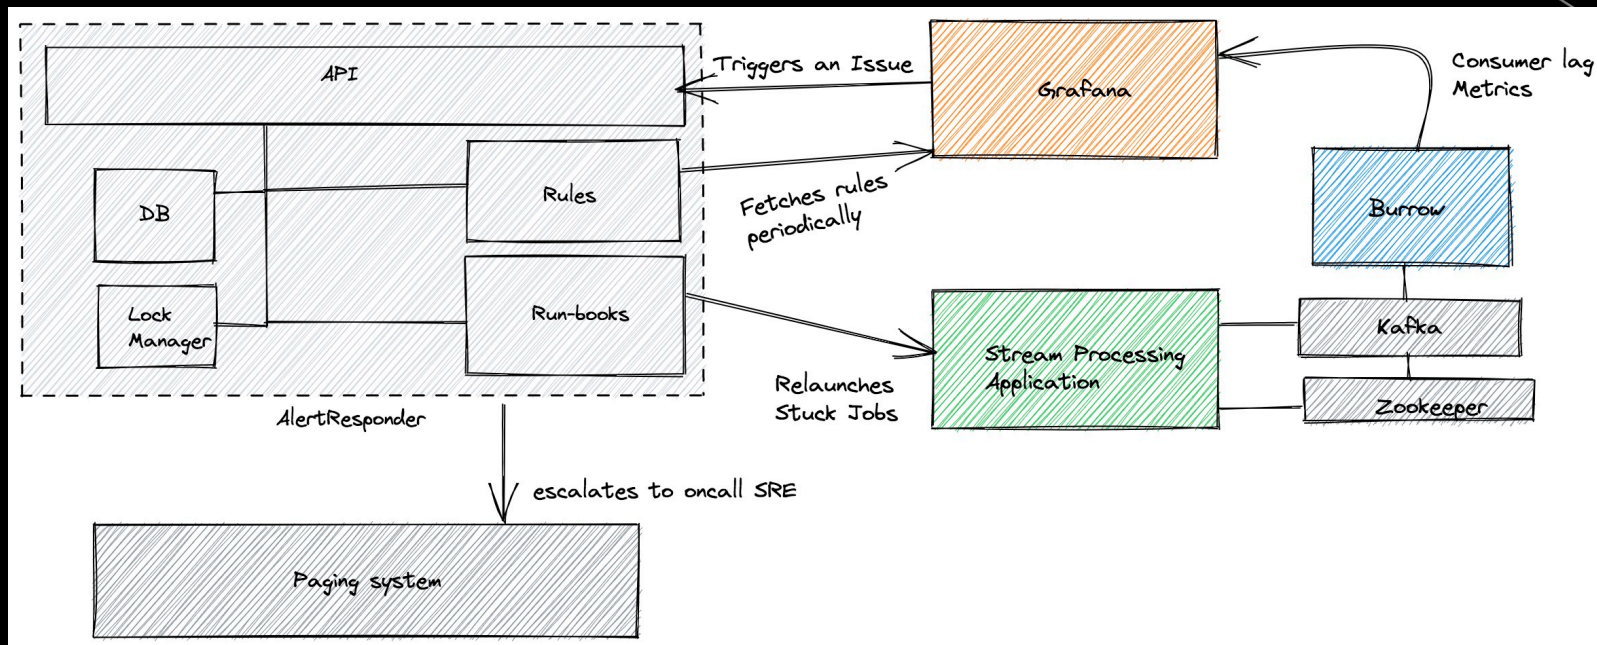 API
Triggers an Issue
Grafana
Consumer lag
Metrics
DB
Rules
Fetches rules
periodically
Burrow
Lock
Manager
Run-books
Kafka
Stream Processing
Application
Relaunches
Stuck Jobs
Zookeeper
AlertResponder
escalates to oncall SRE
Paging system